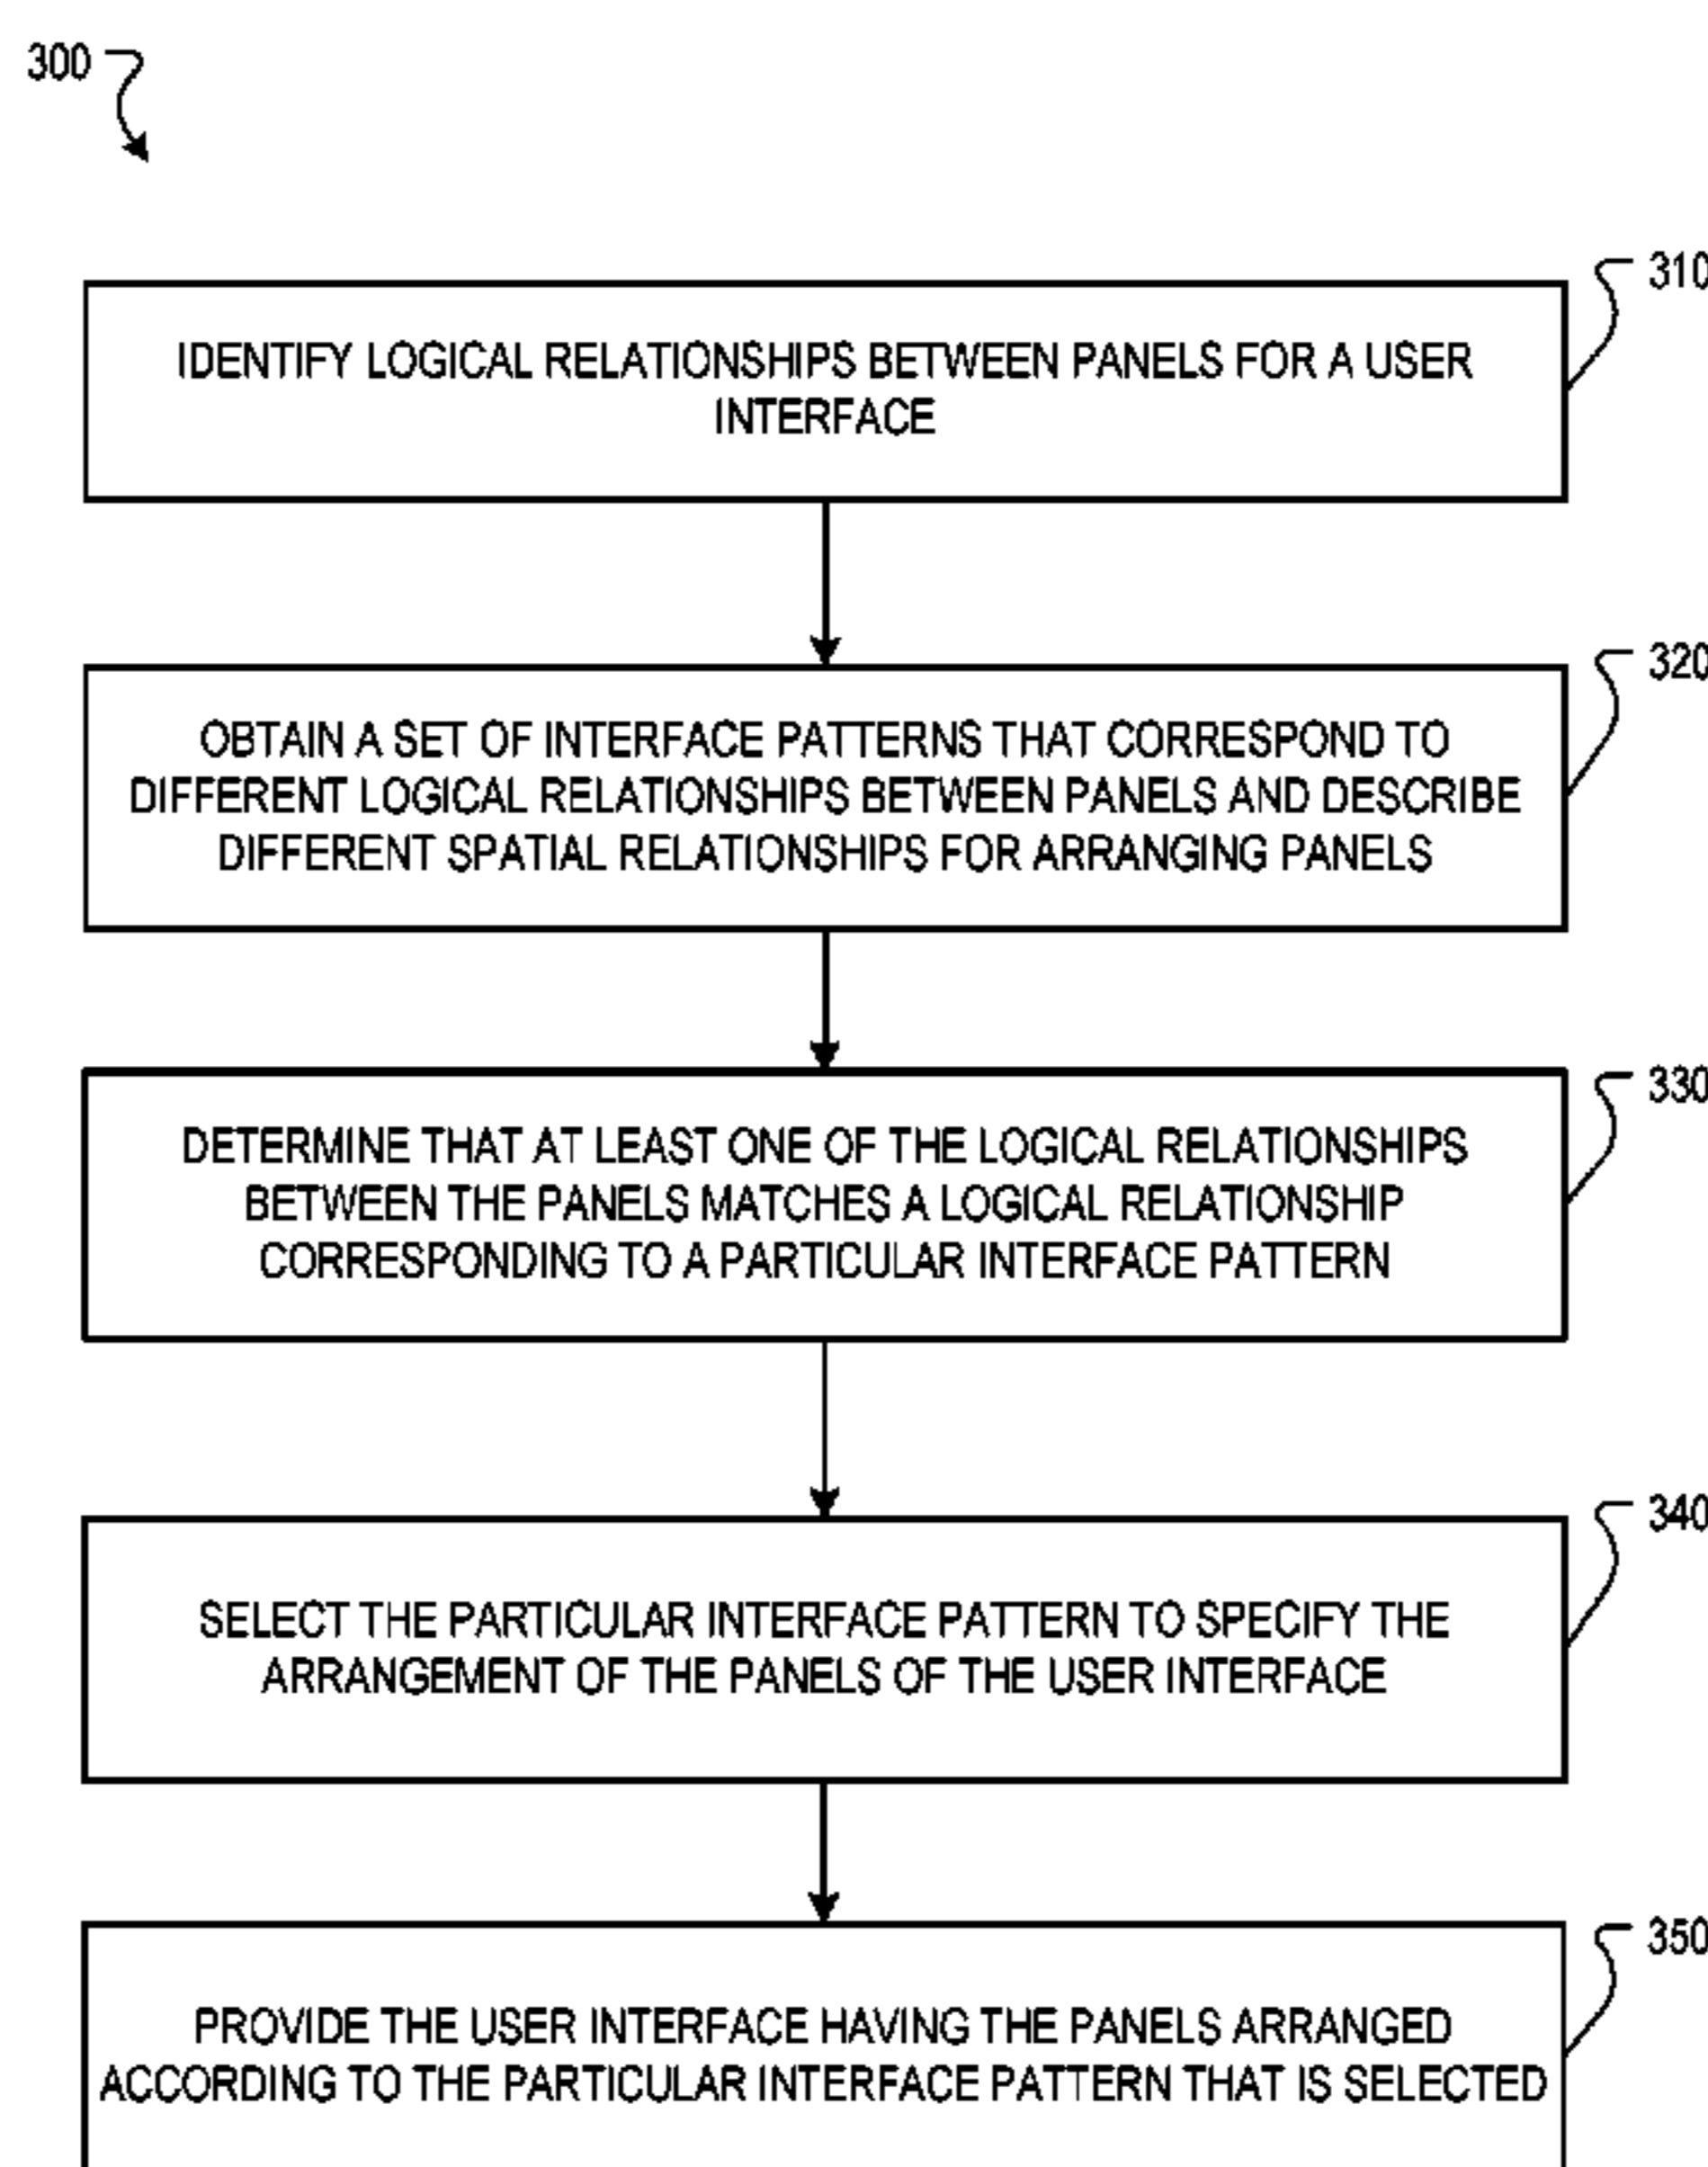 300
310
IDENTIFY LOGICAL RELATIONSHIPS BETWEEN PANELS FOR A USER
INTERFACE
320
OBTAIN A SET OF INTERFACE PATTERNS THAT CORRESPOND TO
DIFFERENT LOGICAL RELATIONSHIPS BETWEEN PANELS AND DESCRIBE
DIFFERENT SPATIAL RELATIONSHIPS FOR ARRANGING PANELS
330
DETERMINE THAT AT LEAST ONE OF THE LOGICAL RELATIONSHIPS
BETWEEN THE PANELS MATCHES A LOGICAL RELATIONSHIP
CORRESPONDING TO A PARTICULAR INTERFACE PATTERN
340
SELECT THE PARTICULAR INTERFACE PATTERN TO SPECIFY THE
ARRANGEMENT OF THE PANELS OF THE USER INTERFACE
350
PROVIDE THE USER INTERFACE HAVING THE PANELS ARRANGED
ACCORDING TO THE PARTICULAR INTERFACE PATTERN THAT IS SELECTED